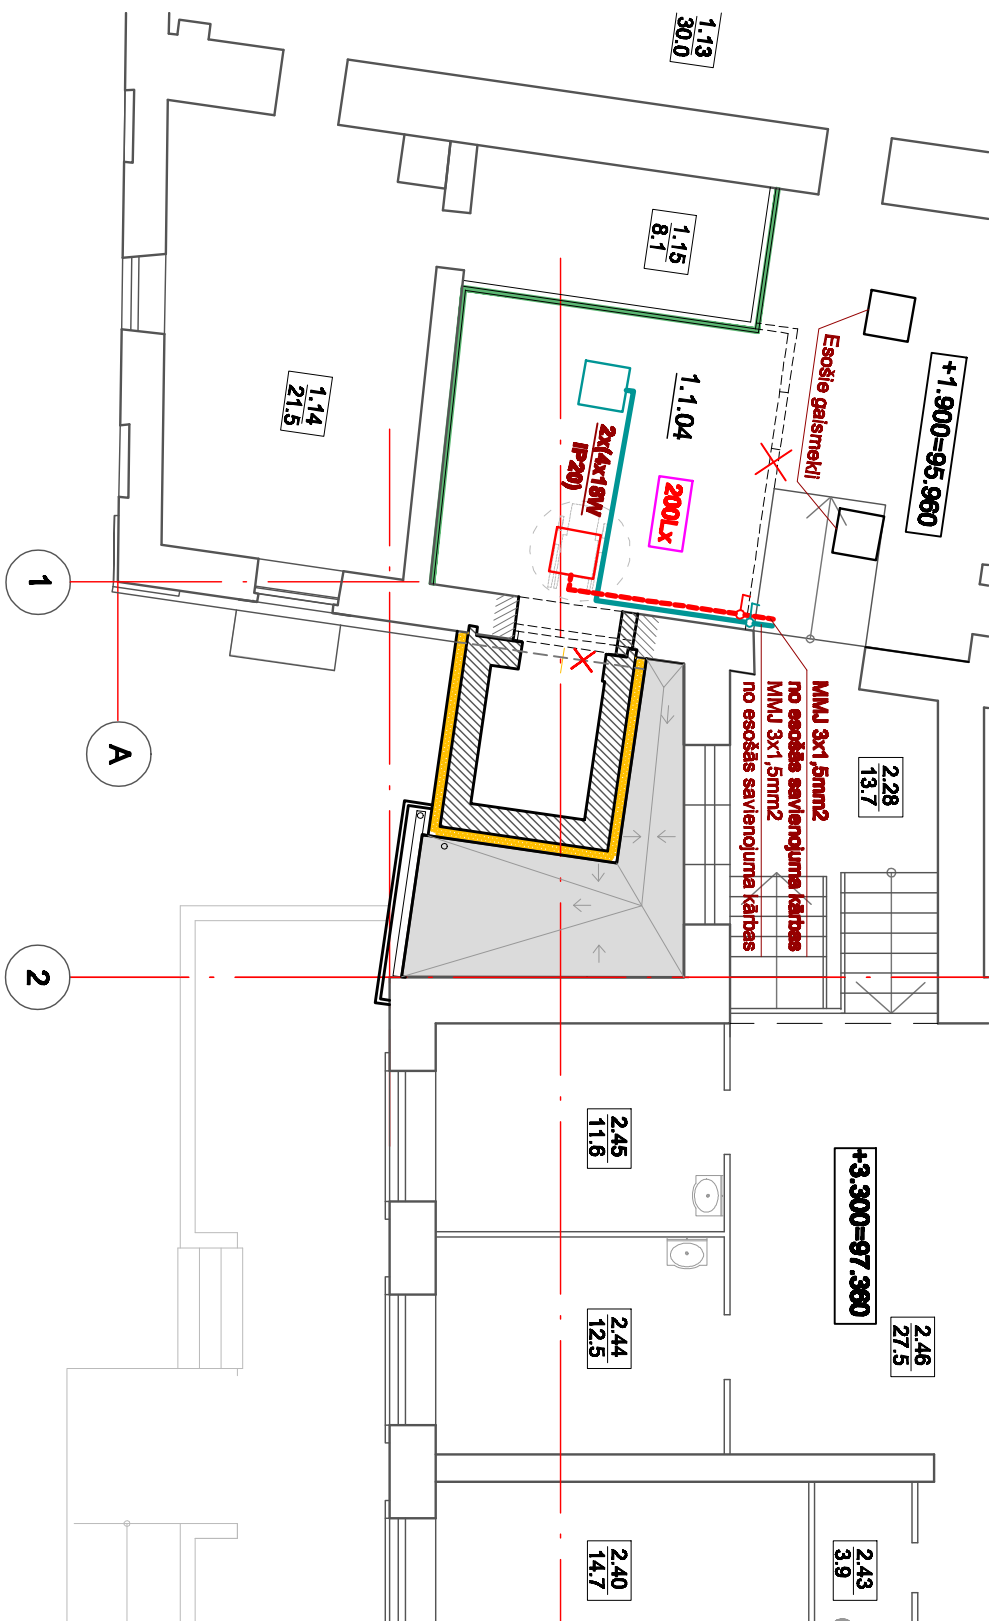 1.13
30.0
1.15
8.1
+1.900=95.960
Esošie gaismekļi
1.14
21.5
1.1.04
2x(4x18W
IP20)
200Lx
1
A
MMJ 3x1,5mm2
no esošās savienojuma kārbas
MMJ 3x1,5mm2
no esošās savienojuma kārbas
2.28
13.7
2
2.45
11.6
+3.300=97.360
2.44
12.5
2.46
27.5
2.40
14.7
2.43
3.9